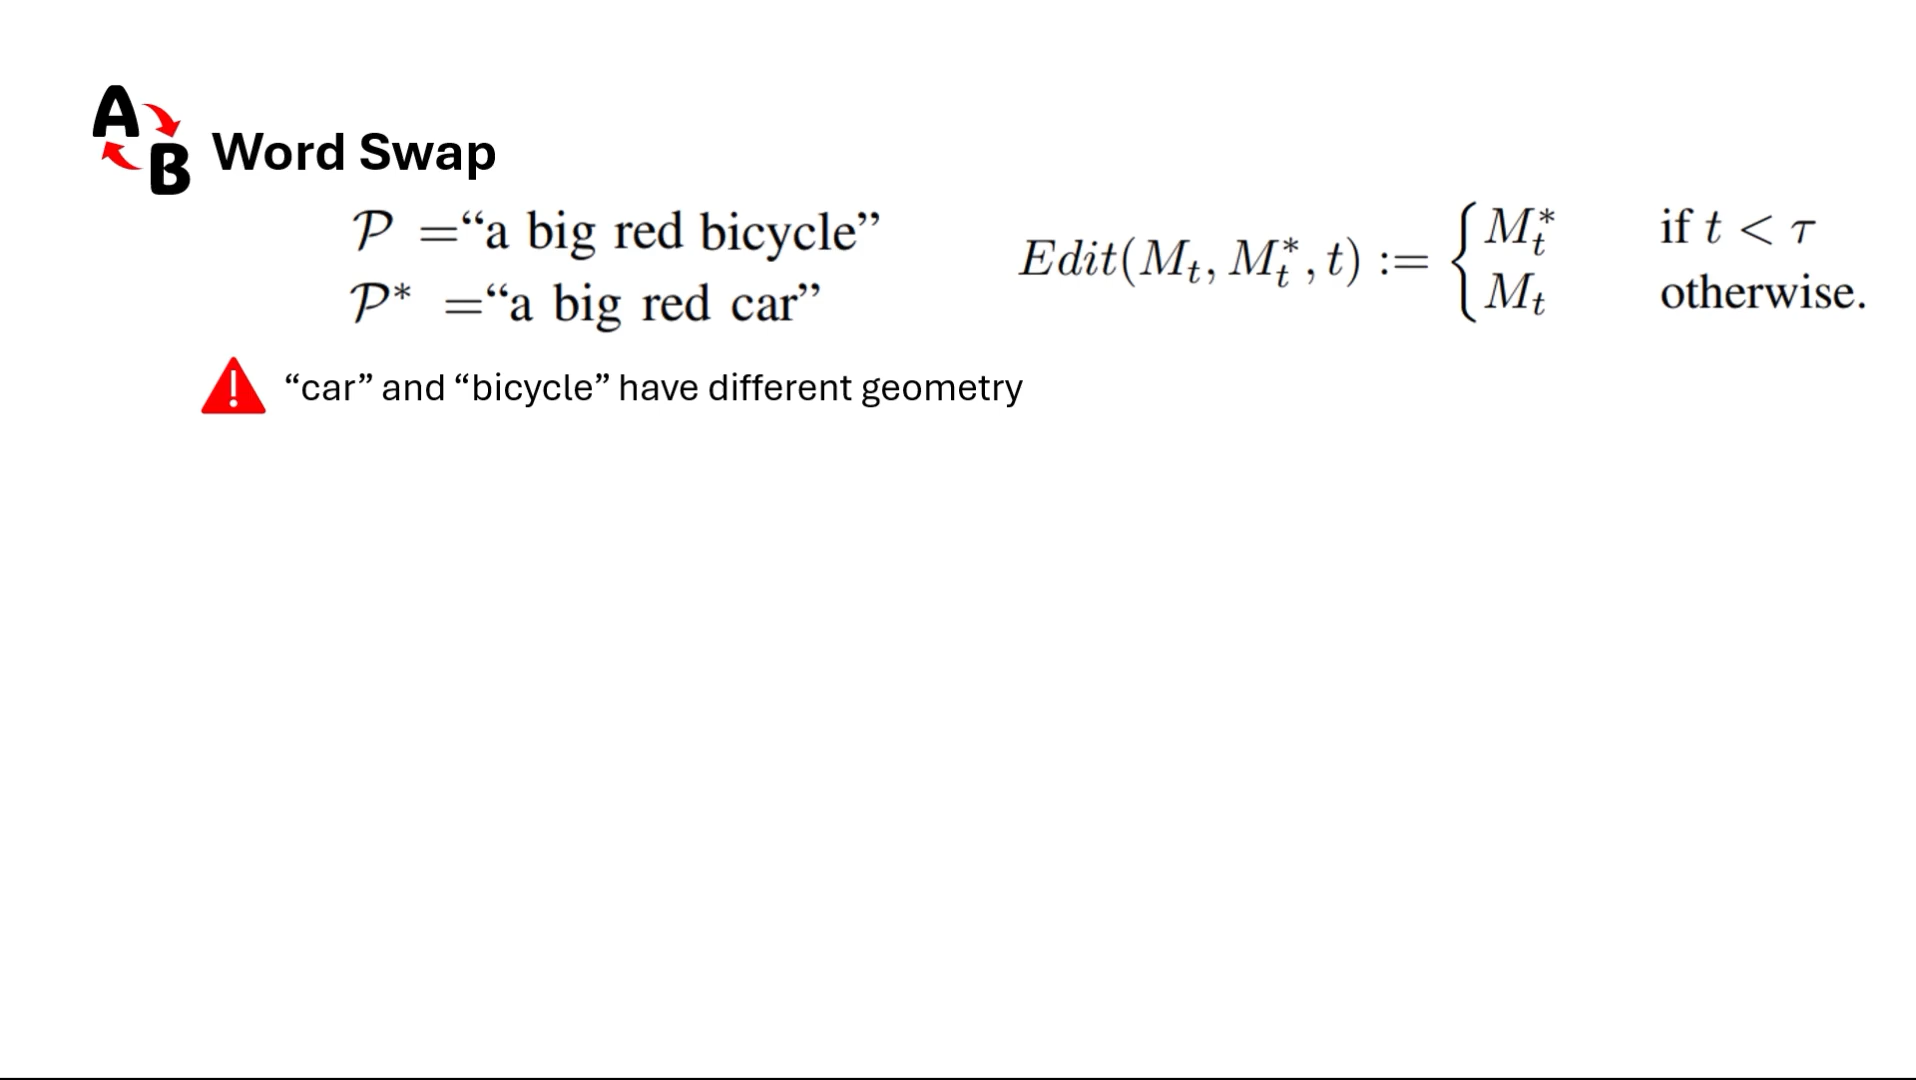 A
B
Word Swap
𝒫 =“a big red bicycle”
𝒫* =“a big red car”
Edit(M_t, M_t^*, t) := { M_t^* if t < τ
M_t otherwise.
“car” and “bicycle” have different geometry